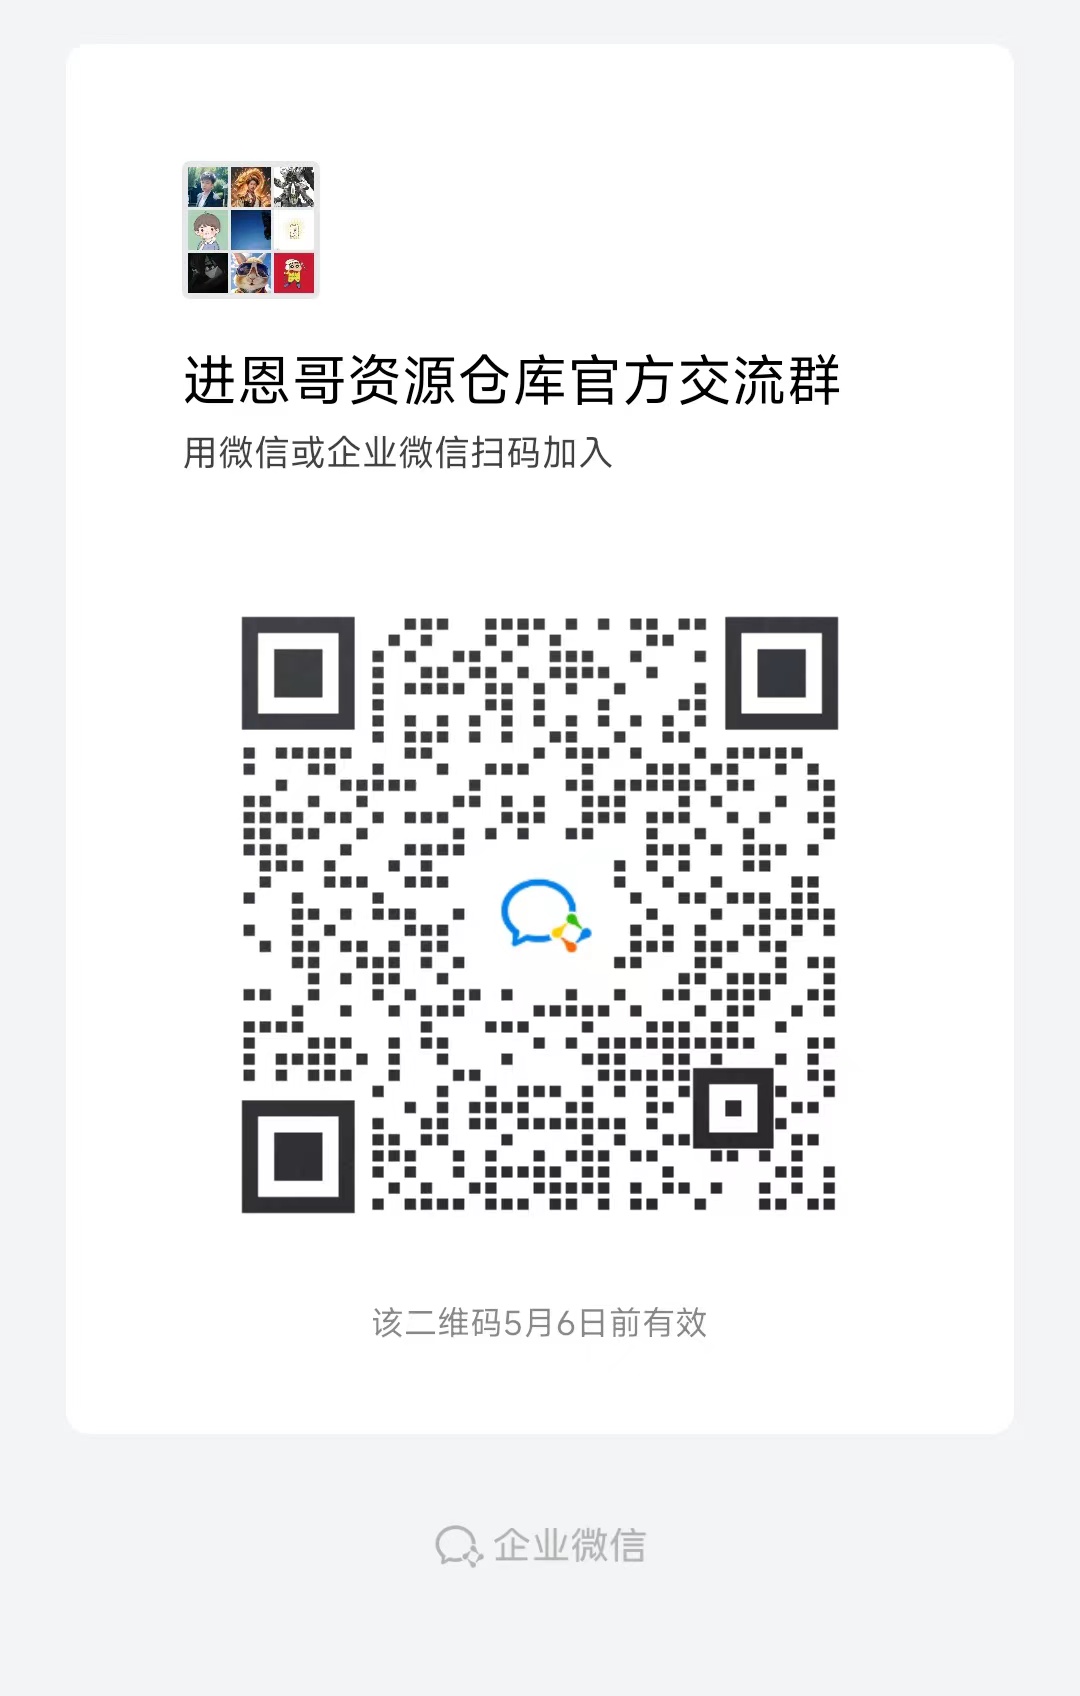 进恩哥资源仓库官方交流群
用微信或企业微信扫码加入
该二维码5月6日前有效
企业微信